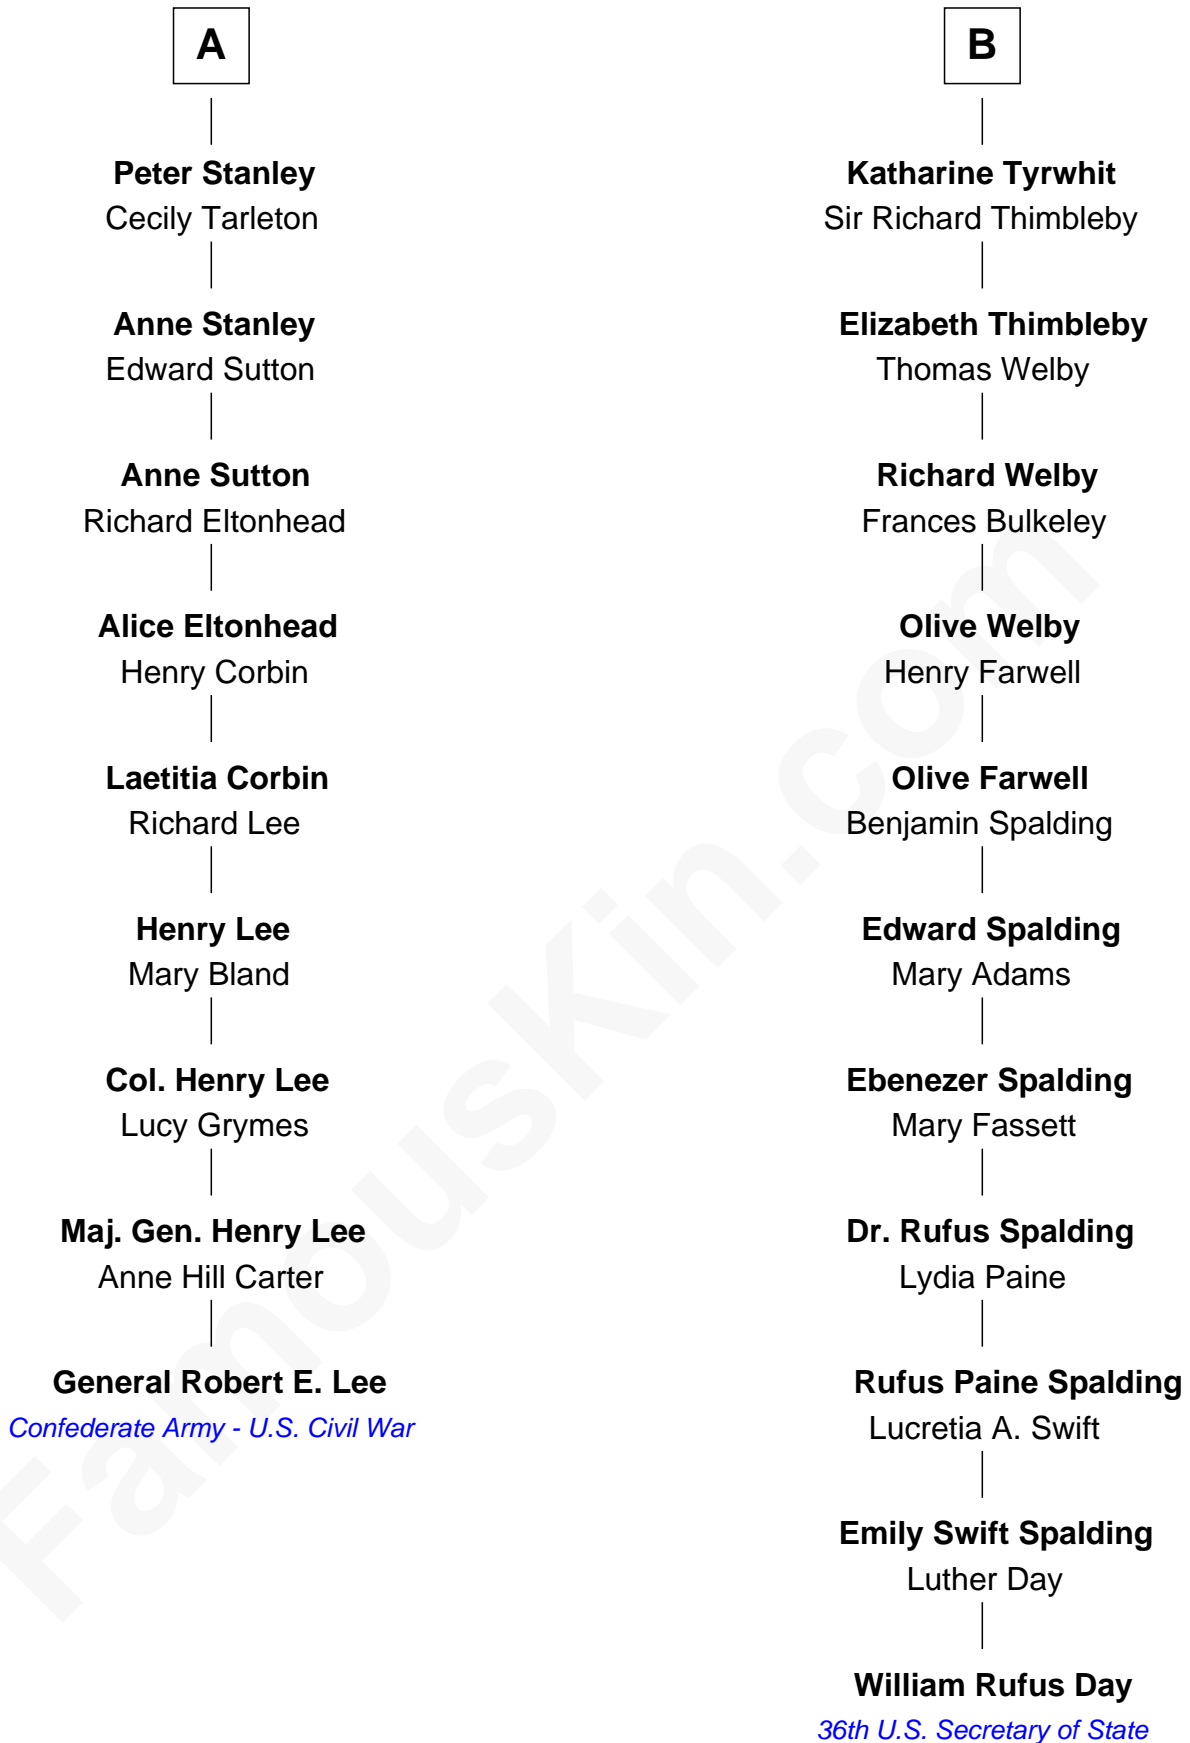 A
Peter Stanley
Cecily Tarleton
Anne Stanley
Edward Sutton
Anne Sutton
Richard Eltonhead
Alice Eltonhead
Henry Corbin
Laetitia Corbin
Richard Lee
Henry Lee
Mary Bland
Col. Henry Lee
Lucy Grymes
Maj. Gen. Henry Lee
Anne Hill Carter
General Robert E. Lee
Confederate Army - U.S. Civil War
B
Katharine Tyrwhit
Sir Richard Thimbleby
Elizabeth Thimbleby
Thomas Welby
Richard Welby
Frances Bulkeley
Olive Welby
Henry Farwell
Olive Farwell
Benjamin Spalding
Edward Spalding
Mary Adams
Ebenezer Spalding
Mary Fassett
Dr. Rufus Spalding
Lydia Paine
Rufus Paine Spalding
Lucretia A. Swift
Emily Swift Spalding
Luther Day
William Rufus Day
36th U.S. Secretary of State
FamousKin.com